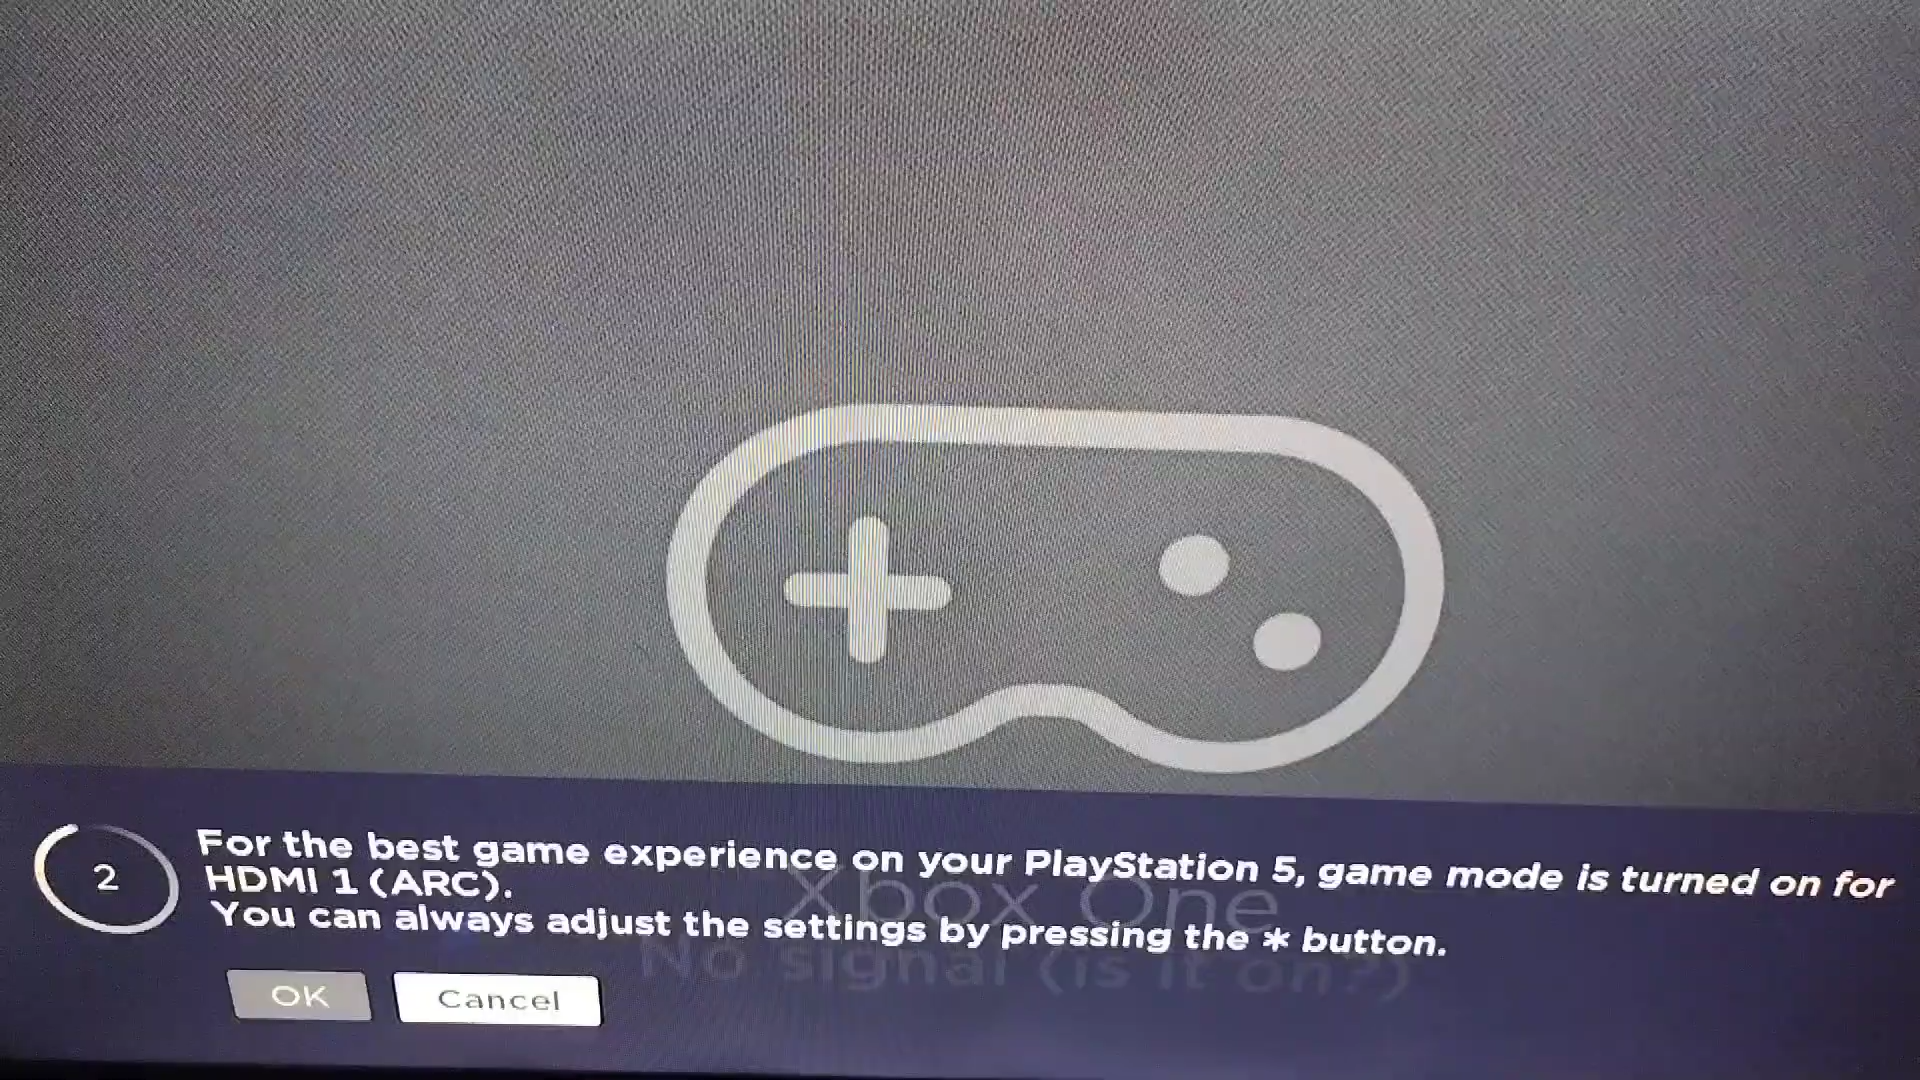 2
For the best game experience on your PlayStation 5, game mode is turned on for
HDMI 1 (ARC).
You can always adjust the settings by pressing the * button.
Xbox One
No signal (is it on?)
OK
Cancel